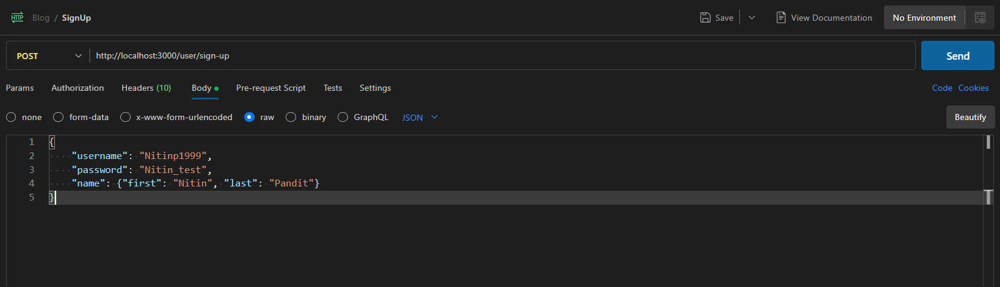 HTTP Blog / SignUp Save View Documentation No Environment
POST http://localhost:3000/user/sign-up Send
Params Authorization Headers (10) Body Pre-request Script Tests Settings Code Cookies
none form-data x-www-form-urlencoded raw binary GraphQL JSON Beautify
1 {
2 "username": "Nitinp1999",
3 "password": "Nitin_test",
4 "name": {"first": "Nitin", "last": "Pandit"}
5 }